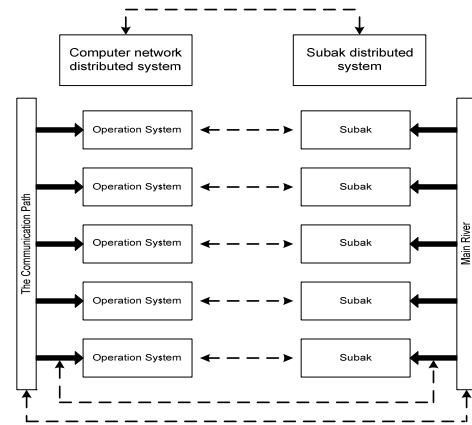 Computer network
distributed system
Subak distributed
system
The Communication Path
Operation System
Subak
Operation System
Subak
Operation System
Subak
Operation System
Subak
Operation System
Subak
Main River